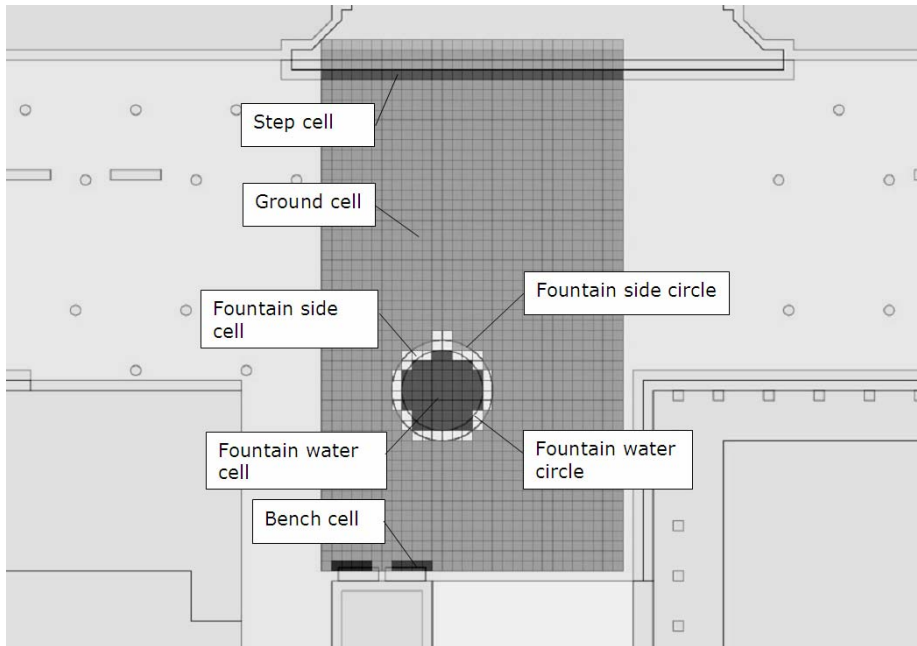 Step cell
Ground cell
Fountain side
cell
Fountain side circle
Fountain water
cell
Fountain water
circle
Bench cell